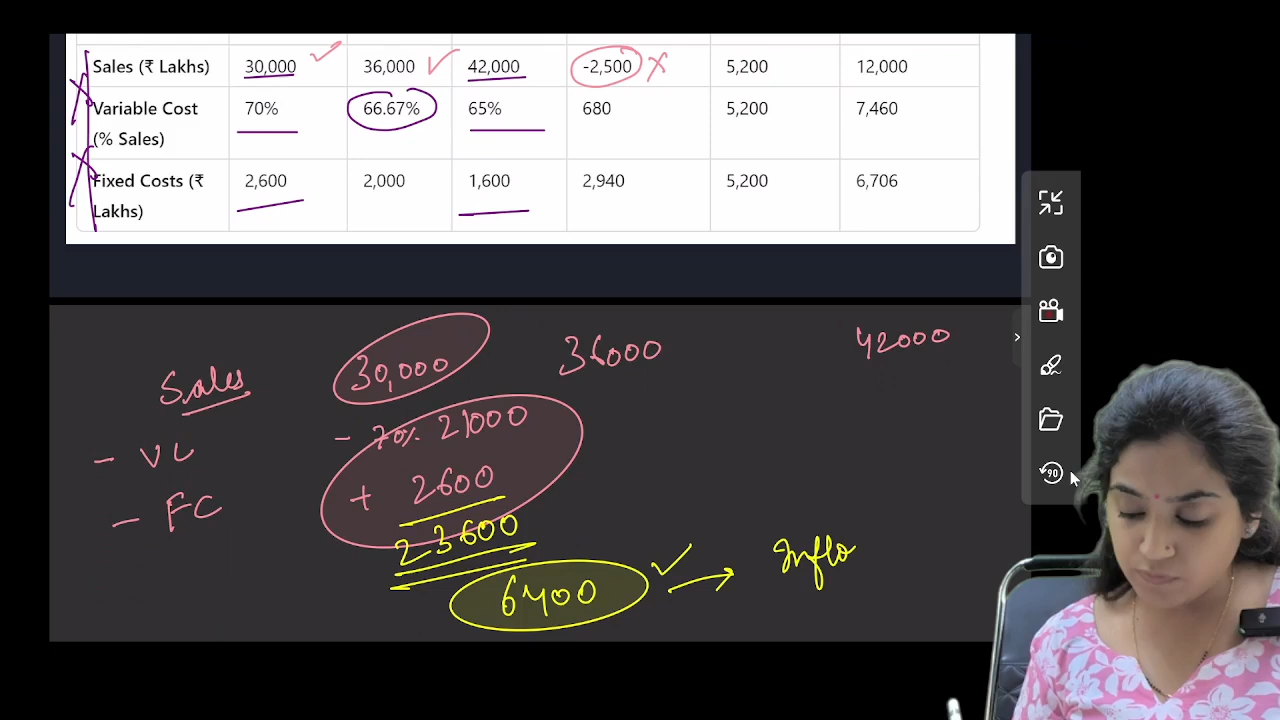 Sales (₹ Lakhs) 30,000 36,000 42,000 -2,500 5,200 12,000
Variable Cost (% Sales) 70% 66.67% 65% 680 5,200 7,460
Fixed Costs (₹ Lakhs) 2,600 2,000 1,600 2,940 5,200 6,706
Sales 30,000 36000 42000
- VC - 70% 21000
- FC + 2600
23600
6400 → Inflo
90